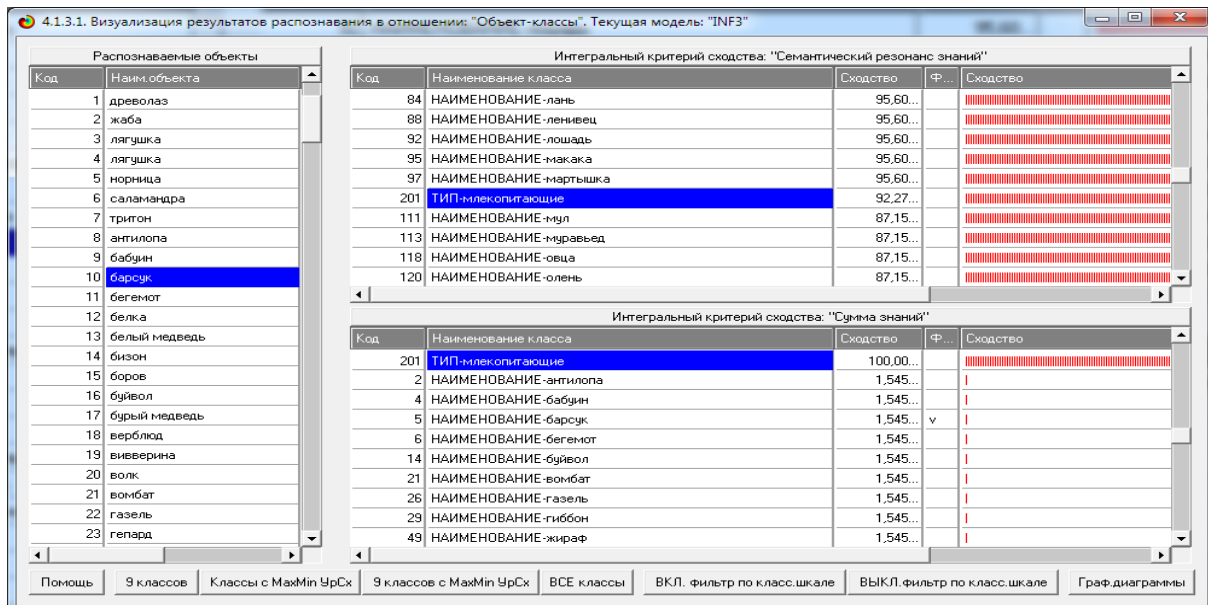 4.1.3.1. Визуализация результатов распознавания в отношении: "Объект-классы". Текущая модель: "INF3"
Распознаваемые объекты
Код Наим.объекта
1 древолаз
2 жаба
3 лягушка
4 лягушка
5 норница
6 саламандра
7 тритон
8 антилопа
9 бабуин
10 барсук
11 бегемот
12 белка
13 белый медведь
14 бизон
15 боров
16 буйвол
17 бурый медведь
18 верблюд
19 вивверина
20 волк
21 вомбат
22 газель
23 гепард
Интегральный критерий сходства: "Семантический резонанс знаний"
Код Наименование класса Сходство Ф... Сходство
84 НАИМЕНОВАНИЕ-лань 95,60...
88 НАИМЕНОВАНИЕ-ленивец 95,60...
92 НАИМЕНОВАНИЕ-лошадь 95,60...
95 НАИМЕНОВАНИЕ-макака 95,60...
97 НАИМЕНОВАНИЕ-мартышка 95,60...
201 ТИП-млекопитающие 92,27...
111 НАИМЕНОВАНИЕ-мул 87,15...
113 НАИМЕНОВАНИЕ-муравьед 87,15...
118 НАИМЕНОВАНИЕ-овца 87,15...
120 НАИМЕНОВАНИЕ-олень 87,15...
Интегральный критерий сходства: "Сумма знаний"
Код Наименование класса Сходство Ф... Сходство
201 ТИП-млекопитающие 100,00...
2 НАИМЕНОВАНИЕ-антилопа 1,545...
4 НАИМЕНОВАНИЕ-бабуин 1,545...
5 НАИМЕНОВАНИЕ-барсук 1,545... v
6 НАИМЕНОВАНИЕ-бегемот 1,545...
14 НАИМЕНОВАНИЕ-буйвол 1,545...
21 НАИМЕНОВАНИЕ-вомбат 1,545...
26 НАИМЕНОВАНИЕ-газель 1,545...
29 НАИМЕНОВАНИЕ-гиббон 1,545...
49 НАИМЕНОВАНИЕ-жираф 1,545...
Помощь 9 классов Классы с MaxMin УрСх 9 классов с MaxMin УрСх ВСЕ классы ВКЛ. фильтр по класс.шкале ВЫКЛ.фильтр по класс.шкале Граф.диаграммы